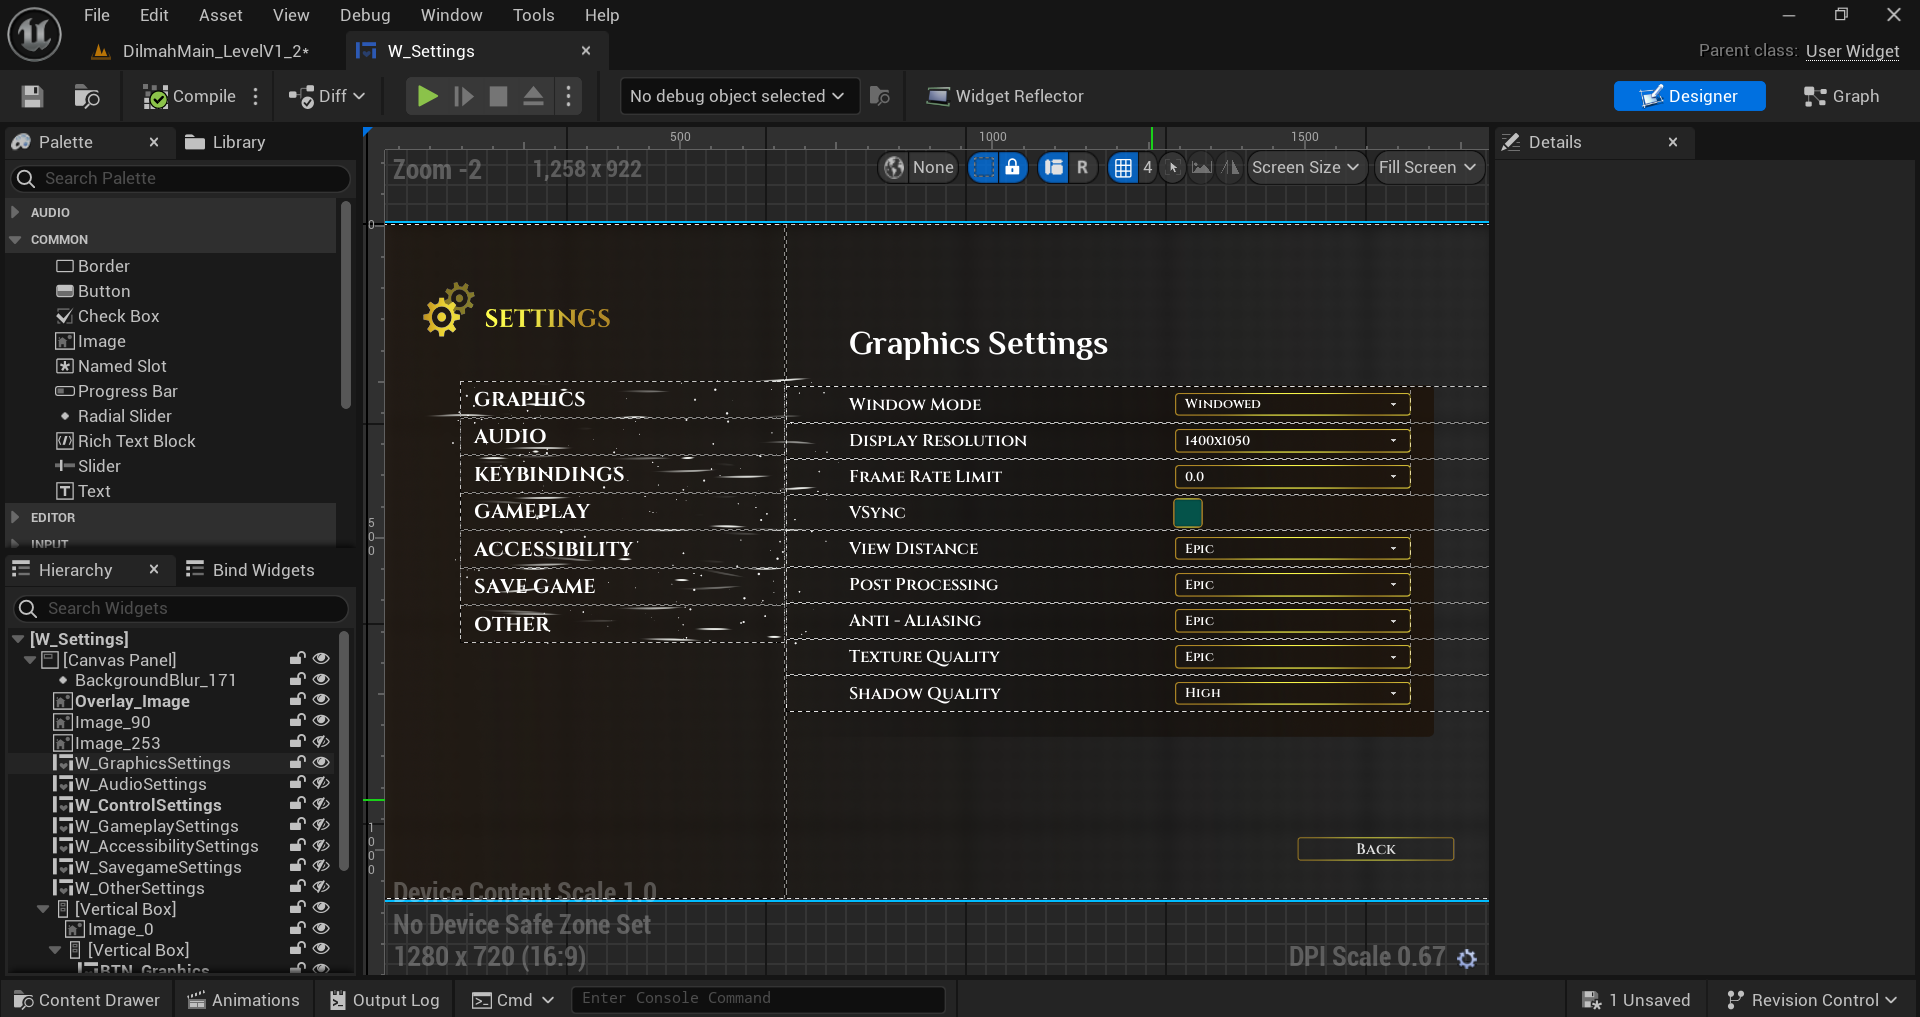 File Edit Asset View Debug Window Tools Help
DilmahMain_LevelV1_2*
W_Settings
Parent class: User Widget
Compile
Diff
No debug object selected
Widget Reflector
Designer
Graph
Palette
Library
Search Palette
AUDIO
COMMON
Border
Button
Check Box
Image
Named Slot
Progress Bar
Radial Slider
Rich Text Block
Slider
Text
EDITOR
INPUT
Hierarchy
Bind Widgets
Search Widgets
[W_Settings]
[Canvas Panel]
BackgroundBlur_171
Overlay_Image
Image_90
Image_253
W_GraphicsSettings
W_AudioSettings
W_ControlSettings
W_GameplaySettings
W_AccessibilitySettings
W_SavegameSettings
W_OtherSettings
[Vertical Box]
Image_0
[Vertical Box]
BTN_Graphics
500 1000 1500
0
500
1000
Zoom -2
1,258 x 922
None
R
4
Screen Size
Fill Screen
SETTINGS
GRAPHICS
AUDIO
KEYBINDINGS
GAMEPLAY
ACCESSIBILITY
SAVE GAME
OTHER
Graphics Settings
Window Mode Windowed
Display Resolution 1400x1050
Frame Rate Limit 0.0
VSync
View Distance Epic
Post Processing Epic
Anti - Aliasing Epic
Texture Quality Epic
Shadow Quality High
Back
Device Content Scale 1.0
No Device Safe Zone Set
1280 x 720 (16:9)
DPI Scale 0.67
Details
Content Drawer
Animations
Output Log
Cmd
Enter Console Command
1 Unsaved
Revision Control